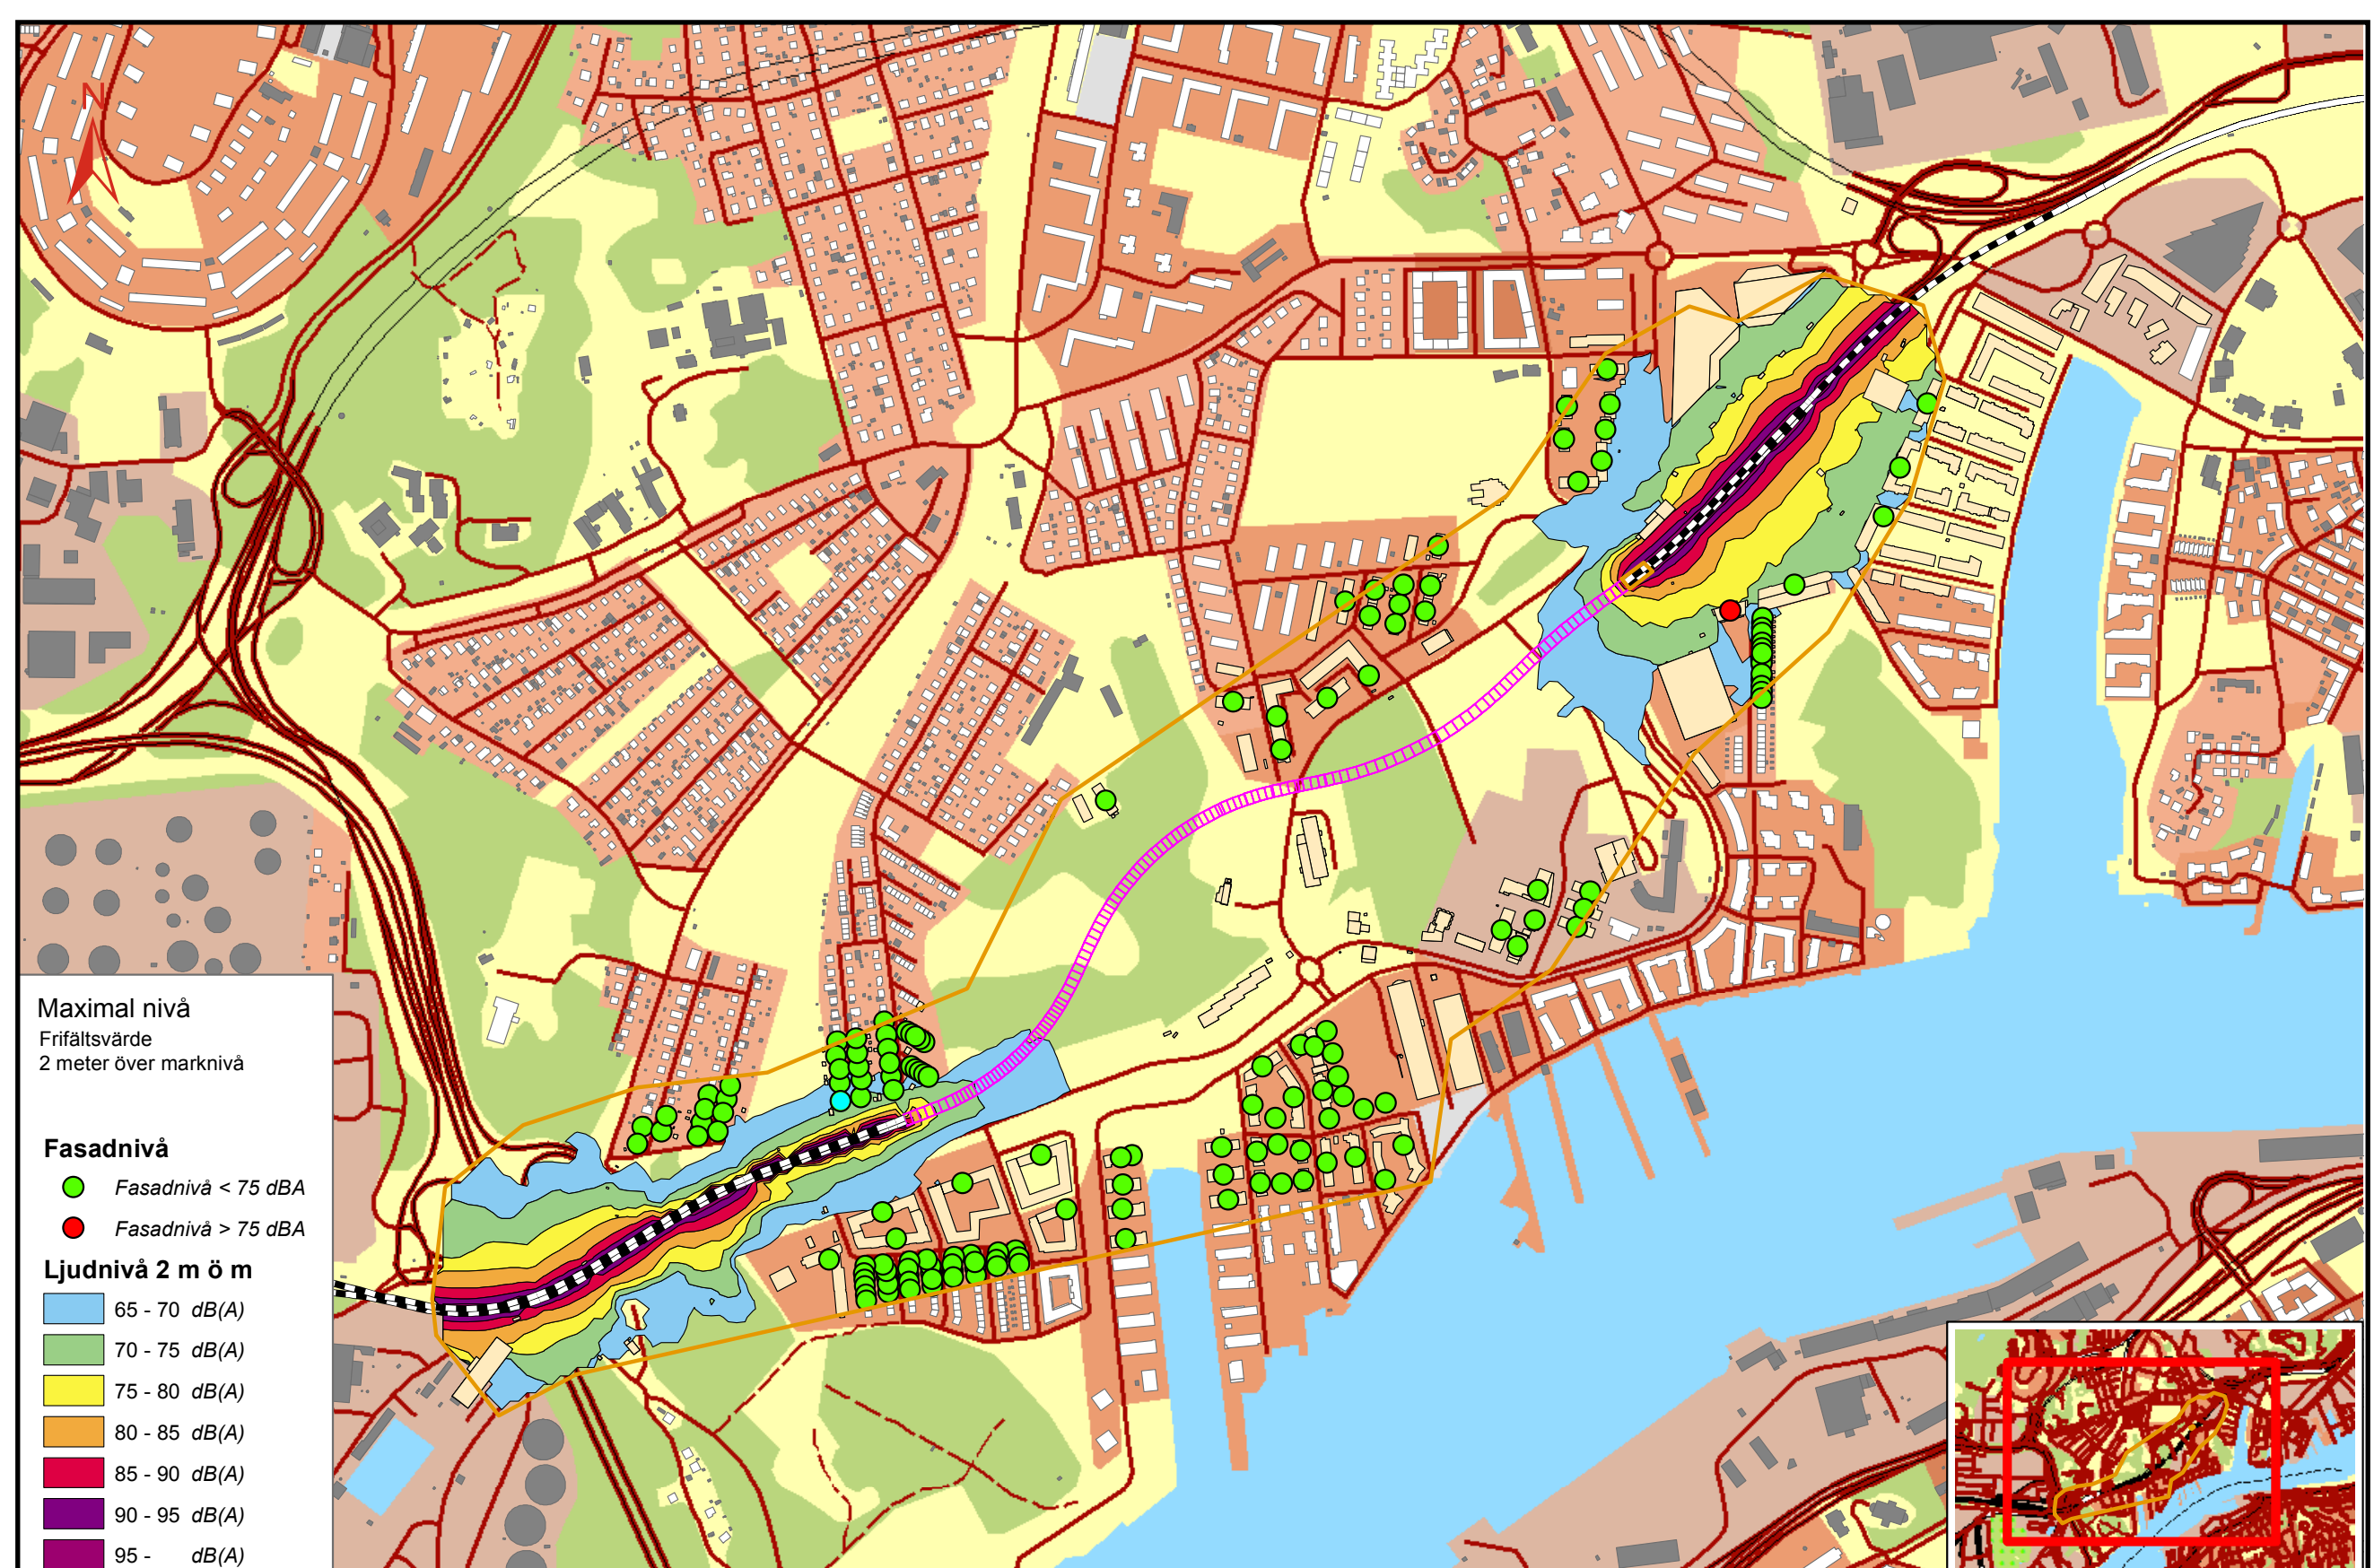 N
Maximal nivå
Frifältsvärde
2 meter över marknivå
Fasadnivå
Fasadnivå < 75 dBA
Fasadnivå > 75 dBA
Ljudnivå 2 m ö m
65 - 70 dB(A)
70 - 75 dB(A)
75 - 80 dB(A)
80 - 85 dB(A)
85 - 90 dB(A)
90 - 95 dB(A)
95 - dB(A)